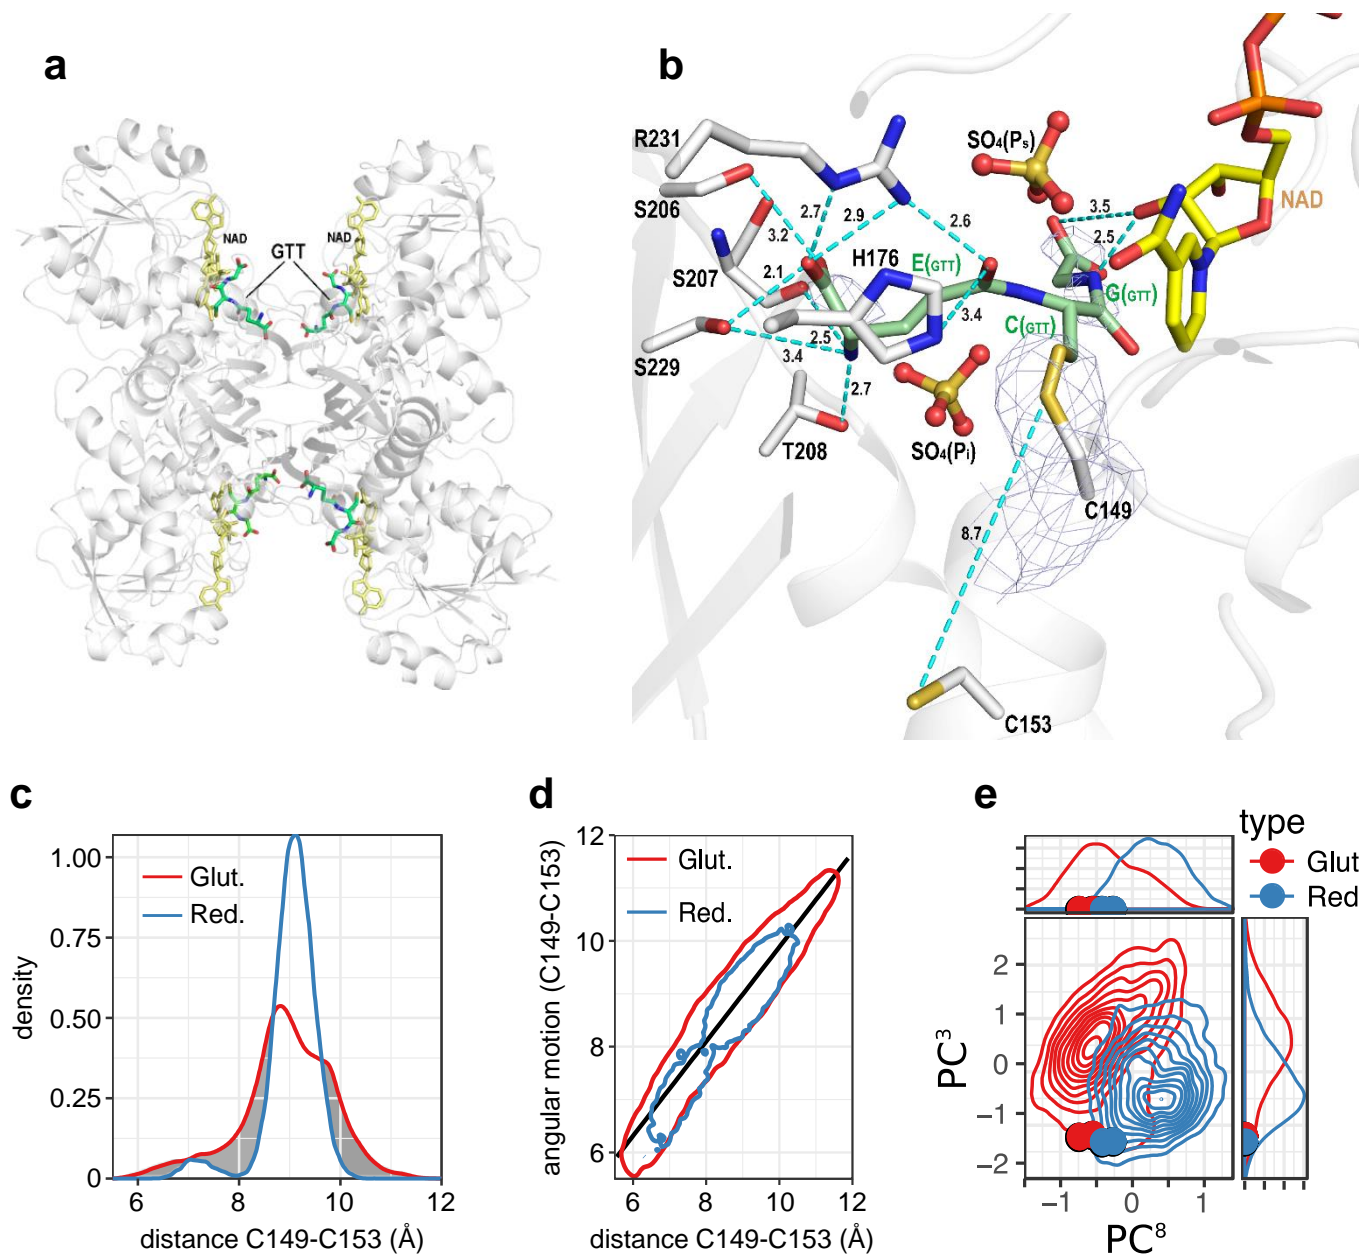 a
NAD
NAD
GTT
b
R231
SO₄(Pₛ)
S206
NAD
2.7
2.9
2.6
3.5
3.2
2.5
H176
E(GTT)
S207
G(GTT)
2.1
3.4
C(GTT)
2.5
S229
3.4
2.7
T208
SO₄(Pᵢ)
C149
8.7
C153
c
1.00
0.75
0.50
0.25
0
density
Glut.
Red.
6
8
10
12
distance C149-C153 (Å)
d
12
10
8
6
angular motion (C149-C153)
Glut.
Red.
6
8
10
12
distance C149-C153 (Å)
e
type
Glut
Red
2
1
0
−1
−2
PC³
−1
0
1
PC⁸